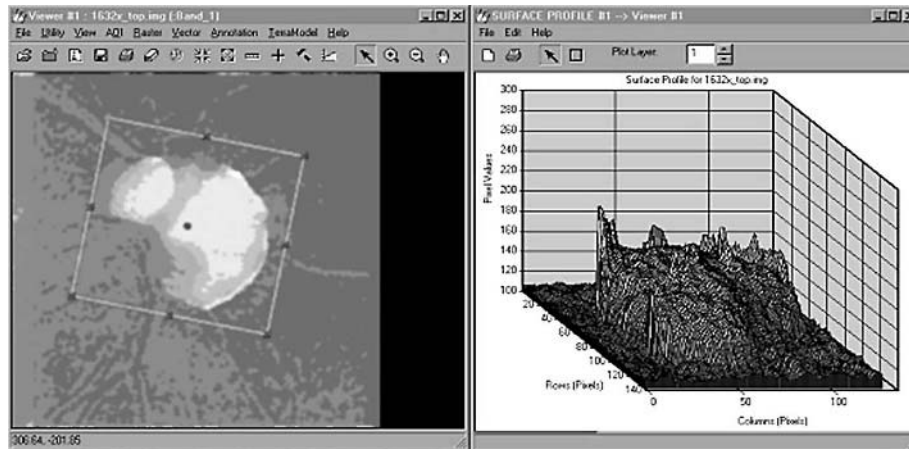 Viewer #1 : 1632x_top.img (:Band_1)
File Utility View AOI Raster Vector Annotation TerraModel Help
306.64, -201.85
SURFACE PROFILE #1 --> Viewer #1
File Edit Help
Plot Layer: 1
Surface Profile for 1632x_top.img
300
280
260
240
220
200
180
160
140
120
100
Pixel Values
20
40
60
80
100
120
140
Rows (Pixels)
0 50 100
Columns (Pixels)